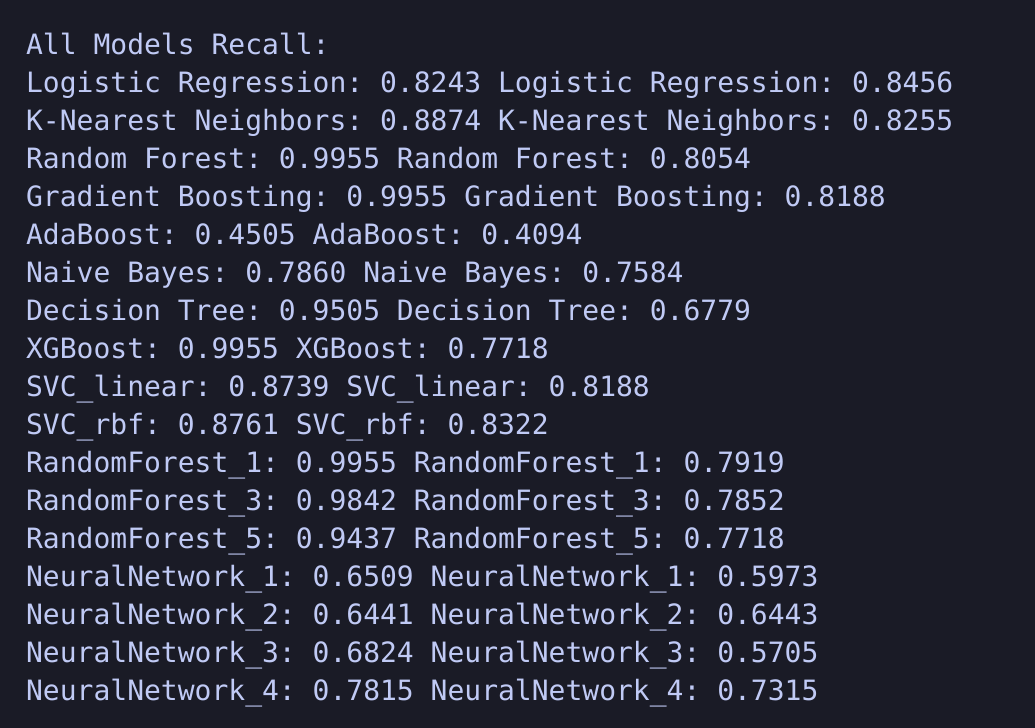 All Models Recall:
Logistic Regression: 0.8243 Logistic Regression: 0.8456
K-Nearest Neighbors: 0.8874 K-Nearest Neighbors: 0.8255
Random Forest: 0.9955 Random Forest: 0.8054
Gradient Boosting: 0.9955 Gradient Boosting: 0.8188
AdaBoost: 0.4505 AdaBoost: 0.4094
Naive Bayes: 0.7860 Naive Bayes: 0.7584
Decision Tree: 0.9505 Decision Tree: 0.6779
XGBoost: 0.9955 XGBoost: 0.7718
SVC_linear: 0.8739 SVC_linear: 0.8188
SVC_rbf: 0.8761 SVC_rbf: 0.8322
RandomForest_1: 0.9955 RandomForest_1: 0.7919
RandomForest_3: 0.9842 RandomForest_3: 0.7852
RandomForest_5: 0.9437 RandomForest_5: 0.7718
NeuralNetwork_1: 0.6509 NeuralNetwork_1: 0.5973
NeuralNetwork_2: 0.6441 NeuralNetwork_2: 0.6443
NeuralNetwork_3: 0.6824 NeuralNetwork_3: 0.5705
NeuralNetwork_4: 0.7815 NeuralNetwork_4: 0.7315